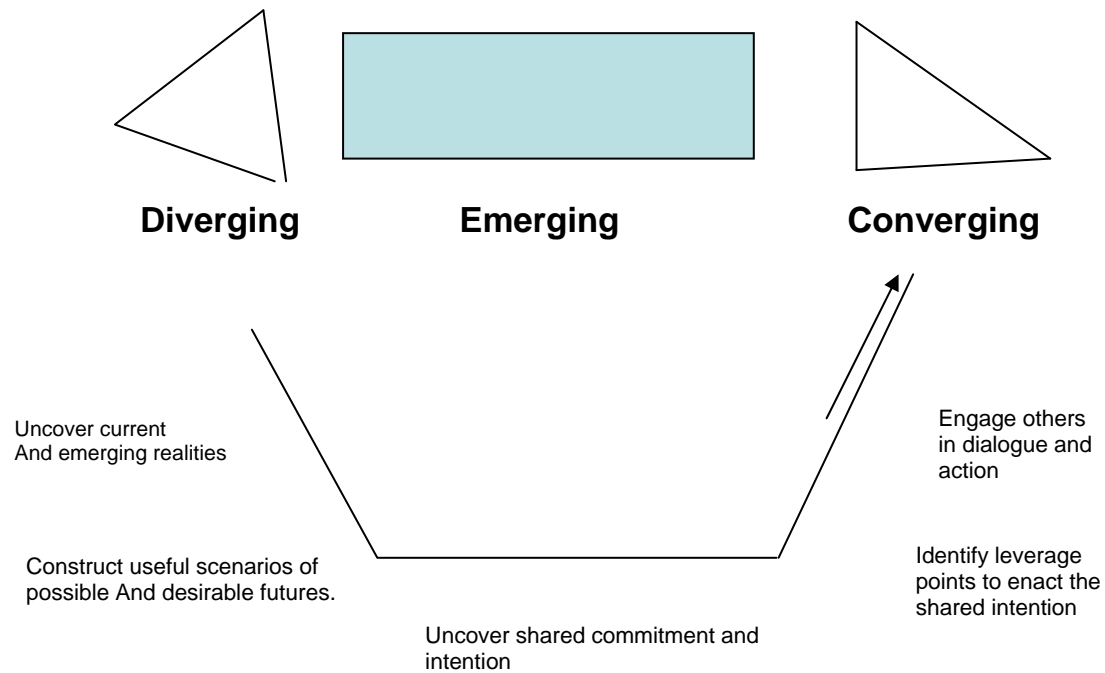 Diverging
Emerging
Converging
Uncover current
And emerging realities
Construct useful scenarios of
possible And desirable futures.
Uncover shared commitment and
intention
Engage others
in dialogue and
action
Identify leverage
points to enact the
shared intention